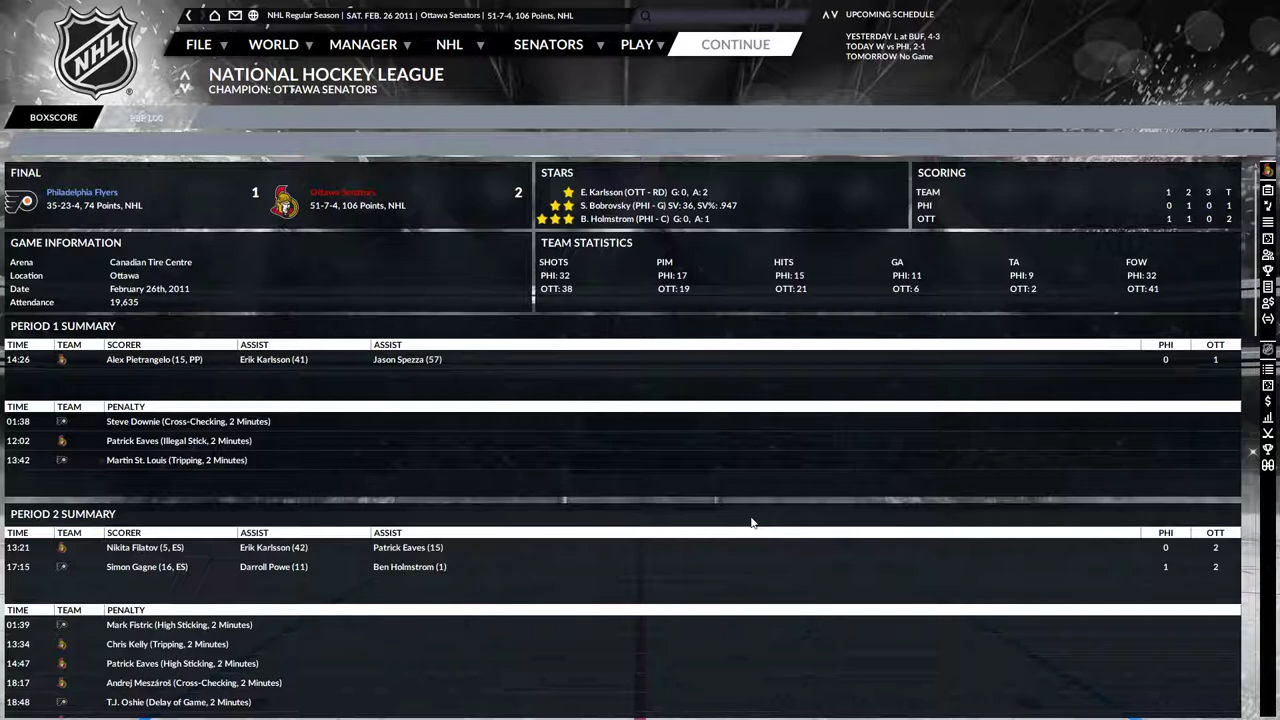 NHL
NHL Regular Season | SAT. FEB. 26 2011 | Ottawa Senators | 51-7-4, 106 Points, NHL
UPCOMING SCHEDULE
YESTERDAY L at BUF, 4-3
TODAY W vs PHI, 2-1
TOMORROW No Game
FILE WORLD MANAGER NHL SENATORS PLAY CONTINUE
NATIONAL HOCKEY LEAGUE
CHAMPION: OTTAWA SENATORS
BOXSCORE
FINAL
Philadelphia Flyers 1
35-23-4, 74 Points, NHL
Ottawa Senators 2
51-7-4, 106 Points, NHL
STARS
E. Karlsson (OTT - RD) G: 0, A: 2
S. Bobrovsky (PHI - G) SV: 36, SV%: .947
B. Holmstrom (PHI - C) G: 0, A: 1
SCORING
TEAM 1 2 3 T
PHI 0 1 0 1
OTT 1 1 0 2
GAME INFORMATION
Arena Canadian Tire Centre
Location Ottawa
Date February 26th, 2011
Attendance 19,635
TEAM STATISTICS
SHOTS PIM HITS GA TA FOW
PHI: 32 PHI: 17 PHI: 15 PHI: 11 PHI: 9 PHI: 32
OTT: 38 OTT: 19 OTT: 21 OTT: 6 OTT: 2 OTT: 41
PERIOD 1 SUMMARY
TIME TEAM SCORER ASSIST ASSIST PHI OTT
14:26 Alex Pietrangelo (15, PP) Erik Karlsson (41) Jason Spezza (57) 0 1
TIME TEAM PENALTY
01:38 Steve Downie (Cross-Checking, 2 Minutes)
12:02 Patrick Eaves (Illegal Stick, 2 Minutes)
13:42 Martin St. Louis (Tripping, 2 Minutes)
PERIOD 2 SUMMARY
TIME TEAM SCORER ASSIST ASSIST PHI OTT
13:21 Nikita Filatov (5, ES) Erik Karlsson (42) Patrick Eaves (15) 0 2
17:15 Simon Gagne (16, ES) Darroll Powe (11) Ben Holmstrom (1) 1 2
TIME TEAM PENALTY
01:39 Mark Fistric (High Sticking, 2 Minutes)
13:34 Chris Kelly (Tripping, 2 Minutes)
14:47 Patrick Eaves (High Sticking, 2 Minutes)
18:17 Andrej Meszároš (Cross-Checking, 2 Minutes)
18:48 T.J. Oshie (Delay of Game, 2 Minutes)